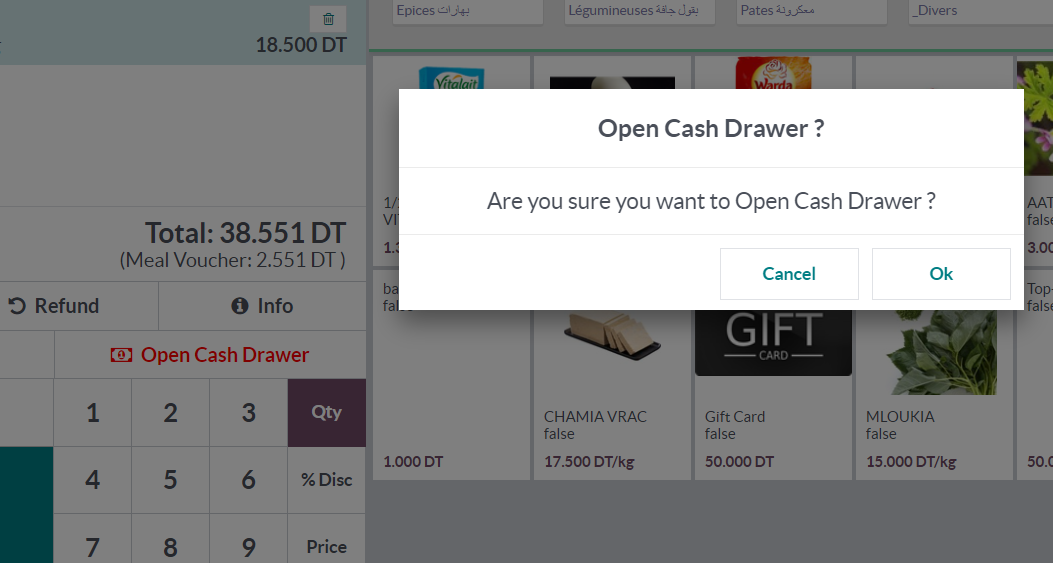 Epices بهارات
Légumineuses بقول جافة
Pates معكرونة
_Divers
18.500 DT
Vitalait
Warda
Open Cash Drawer ?
Are you sure you want to Open Cash Drawer ?
Cancel
Ok
1/
VI
1.3
AAT
false
3.00
Total: 38.551 DT
(Meal Voucher: 2.551 DT )
Refund
Info
Open Cash Drawer
ba
fal
Top-
false
GIFT
CARD
1 2 3 Qty
4 5 6 % Disc
7 8 9 Price
1.000 DT
CHAMIA VRAC
false
17.500 DT/kg
Gift Card
false
50.000 DT
MLOUKIA
false
15.000 DT/kg
50.0